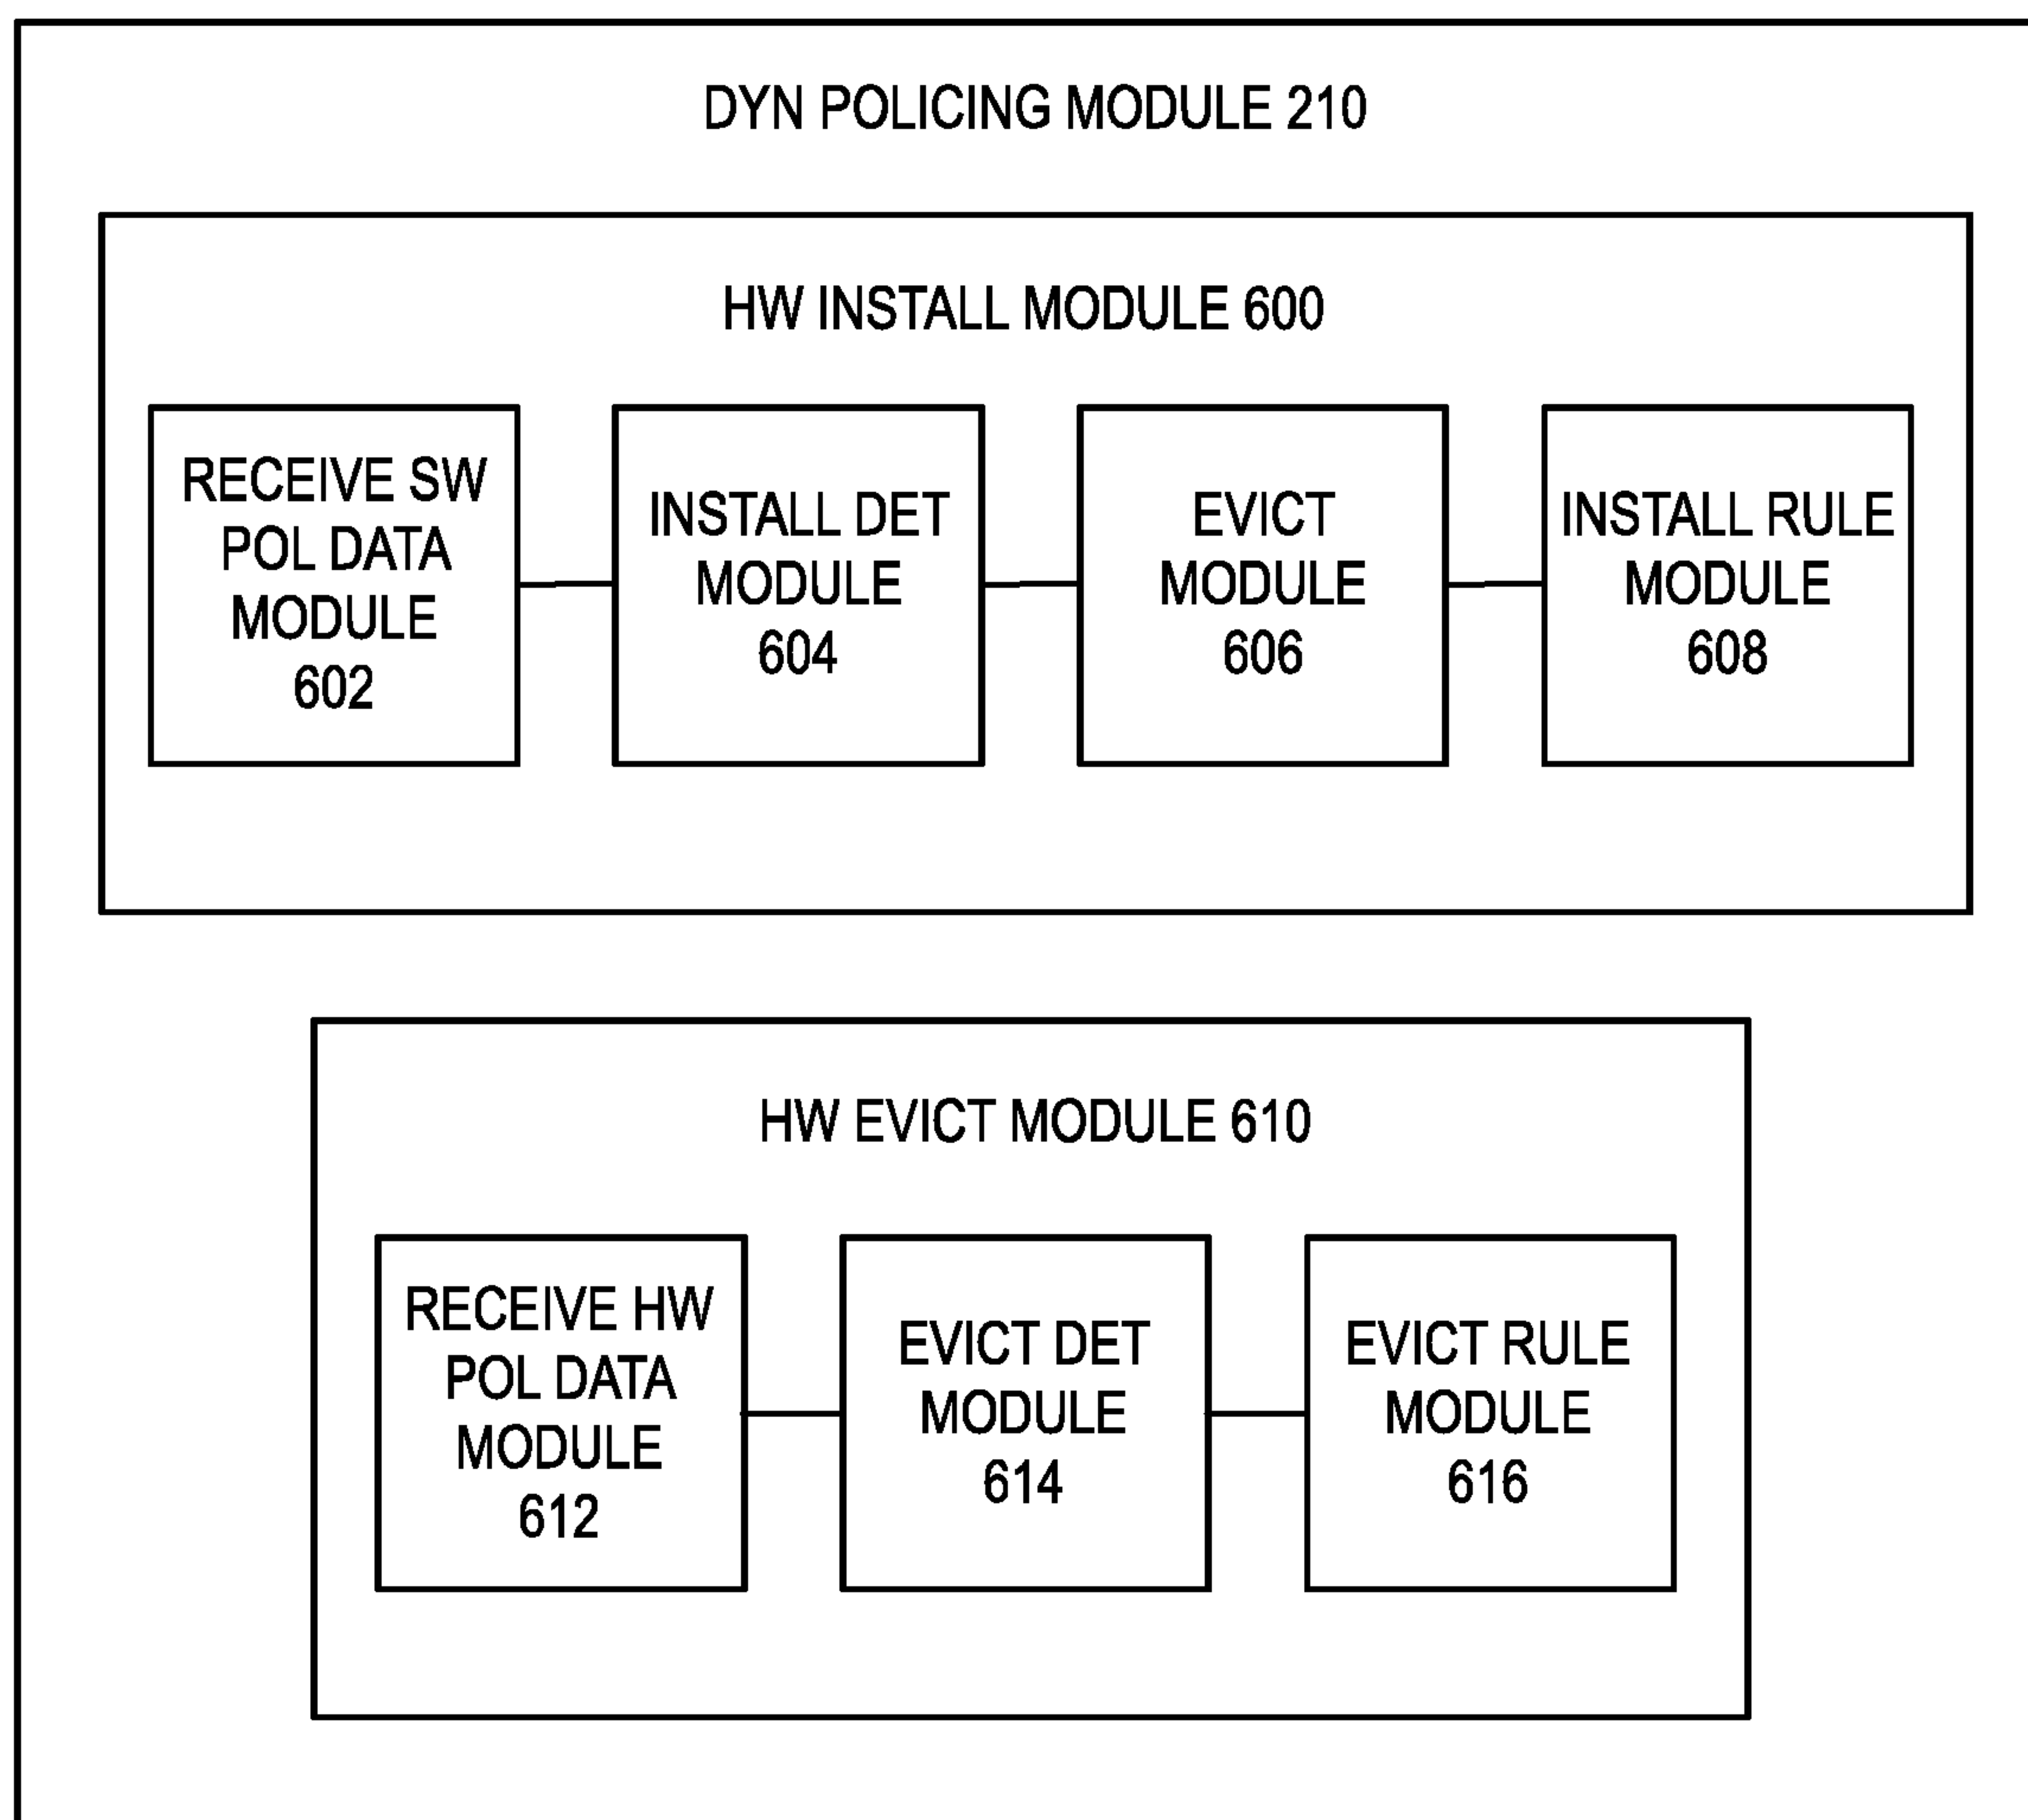 DYN POLICING MODULE 210
HW INSTALL MODULE 600
RECEIVE SW
POL DATA
MODULE
602
INSTALL DET
MODULE
604
EVICT
MODULE
606
INSTALL RULE
MODULE
608
HW EVICT MODULE 610
RECEIVE HW
POL DATA
MODULE
612
EVICT DET
MODULE
614
EVICT RULE
MODULE
616